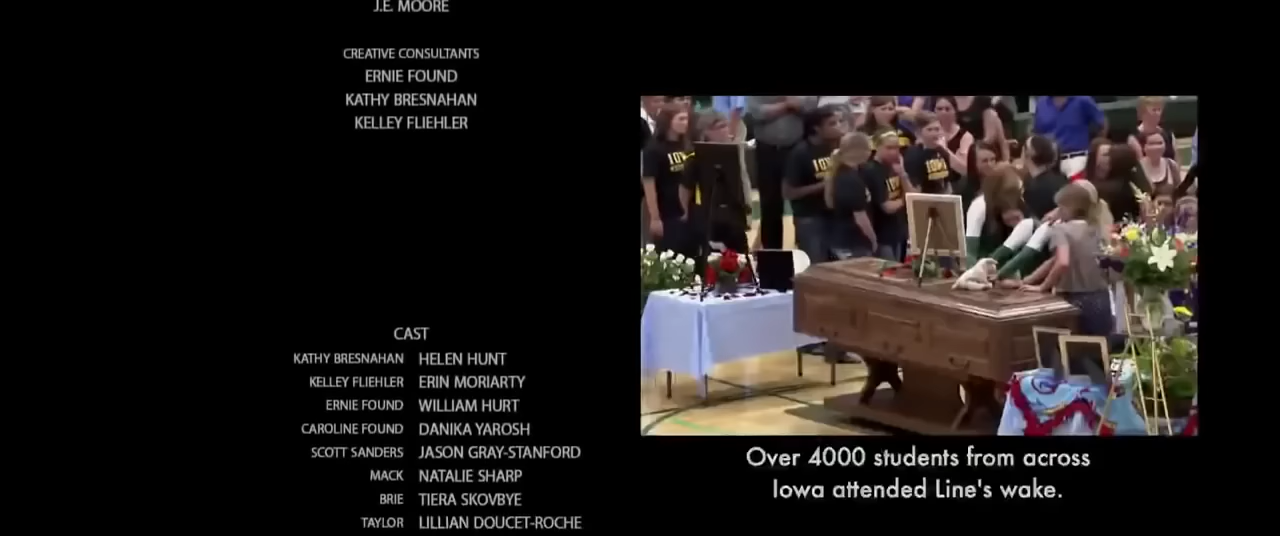 J.E. MOORE
CREATIVE CONSULTANTS
ERNIE FOUND
KATHY BRESNAHAN
KELLEY FLIEHLER
CAST
KATHY BRESNAHAN HELEN HUNT
KELLEY FLIEHLER ERIN MORIARTY
ERNIE FOUND WILLIAM HURT
CAROLINE FOUND DANIKA YAROSH
SCOTT SANDERS JASON GRAY-STANFORD
MACK NATALIE SHARP
BRIE TIERA SKOVBYE
TAYLOR LILLIAN DOUCET-ROCHE
IOWA
Over 4000 students from across
Iowa attended Line's wake.